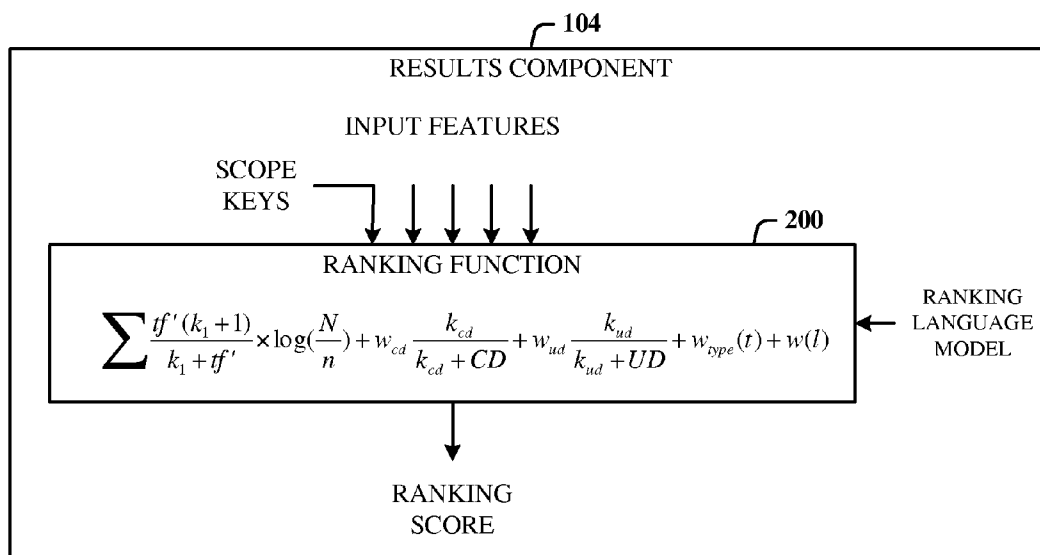 104
RESULTS COMPONENT
INPUT FEATURES
SCOPE
KEYS
200
RANKING FUNCTION
∑ tf'(k₁+1)/(k₁+tf') × log(N/n) + w_cd k_cd/(k_cd+CD) + w_ud k_ud/(k_ud+UD) + w_type(t) + w(l)
RANKING
LANGUAGE
MODEL
RANKING
SCORE